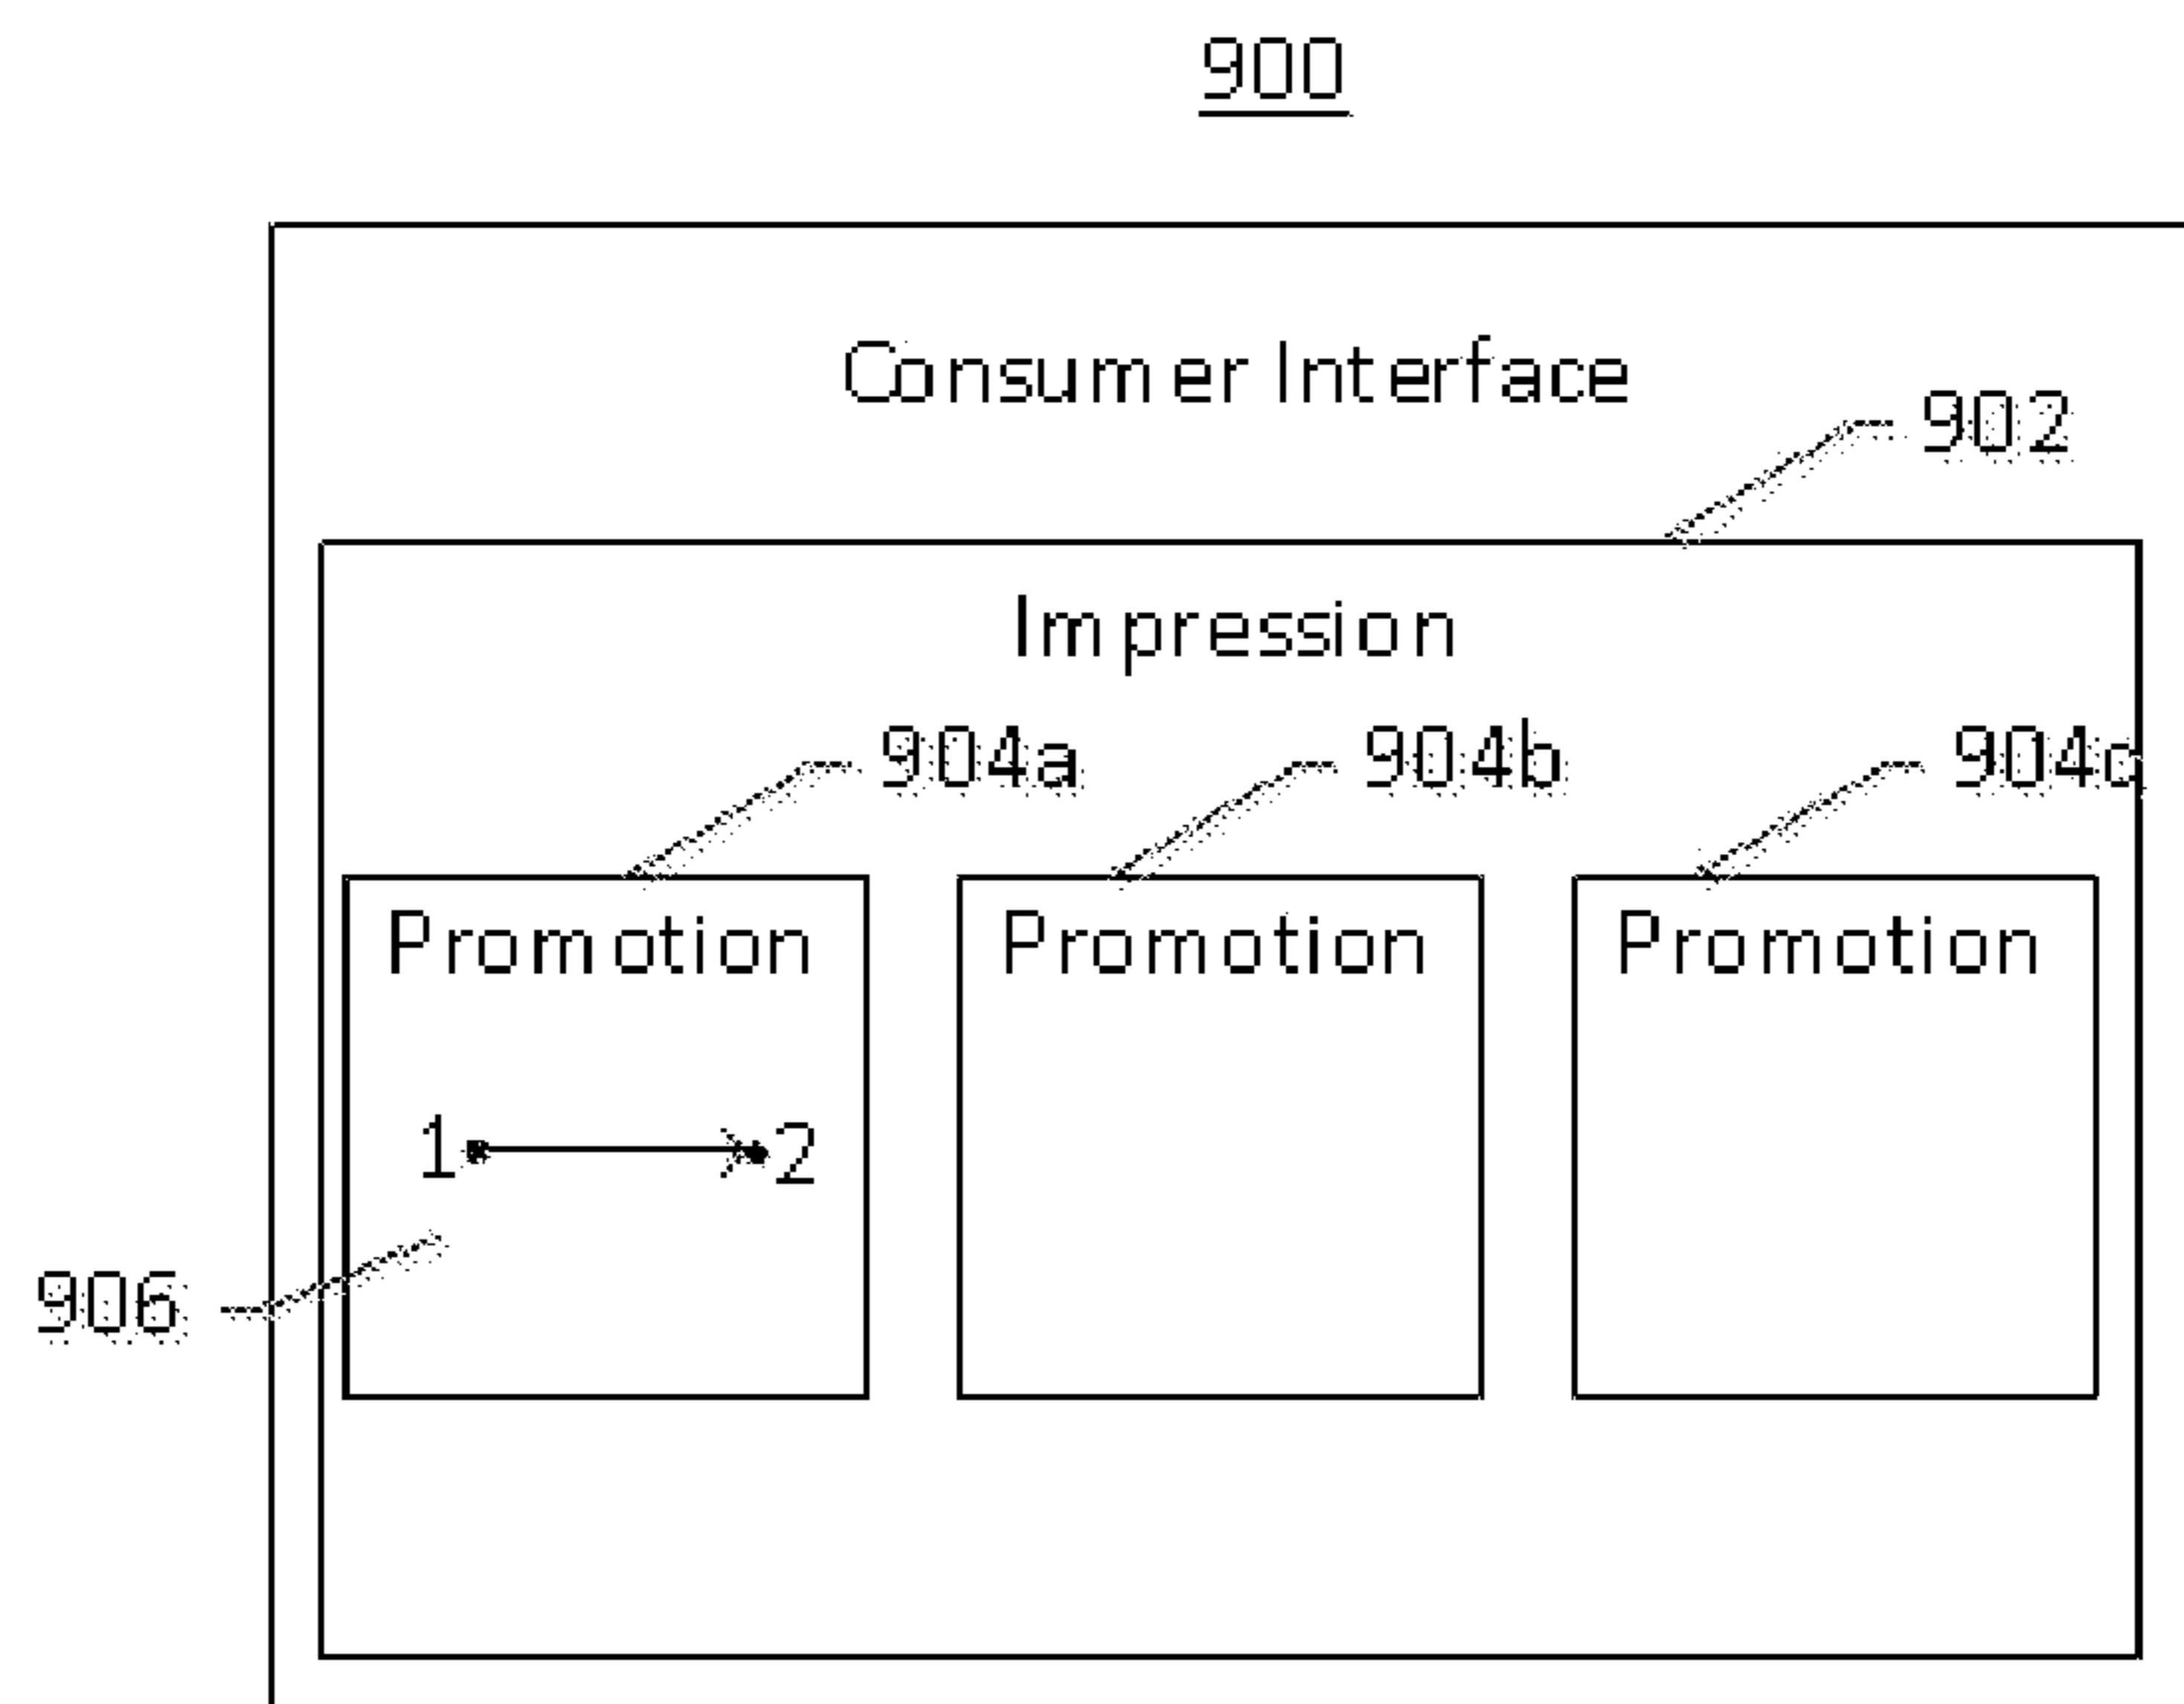 900
Consumer Interface
902
Impression
904a 904b 904c
Promotion Promotion Promotion
1 2
906